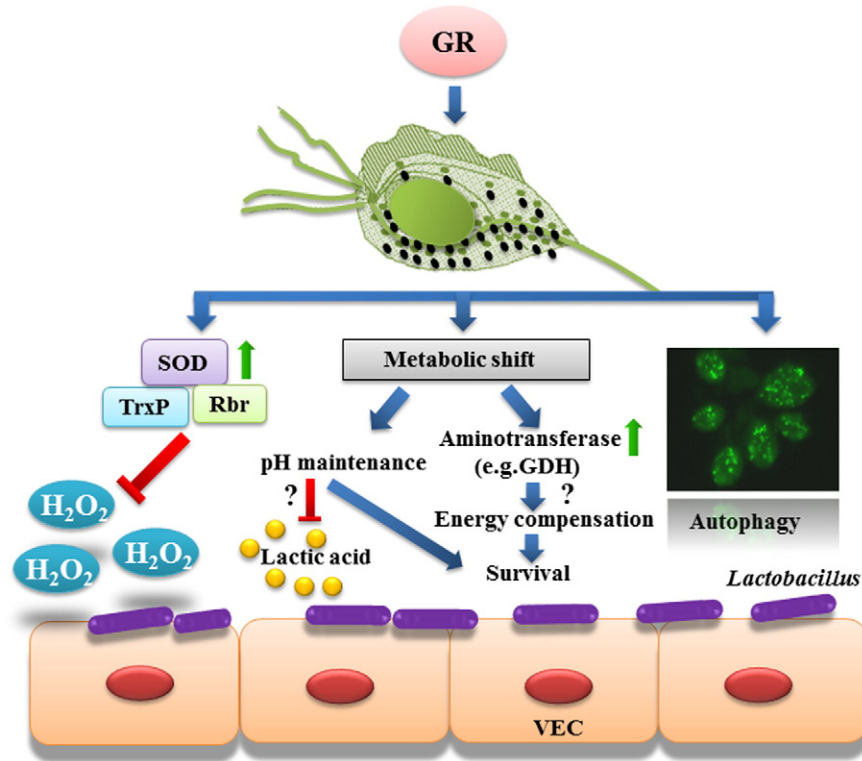 GR
SOD
TrxP
Rbr
Metabolic shift
pH maintenance
?
Lactic acid
Aminotransferase
(e.g.GDH)
?
Energy compensation
Survival
Autophagy
H₂O₂
H₂O₂
H₂O₂
Lactobacillus
VEC